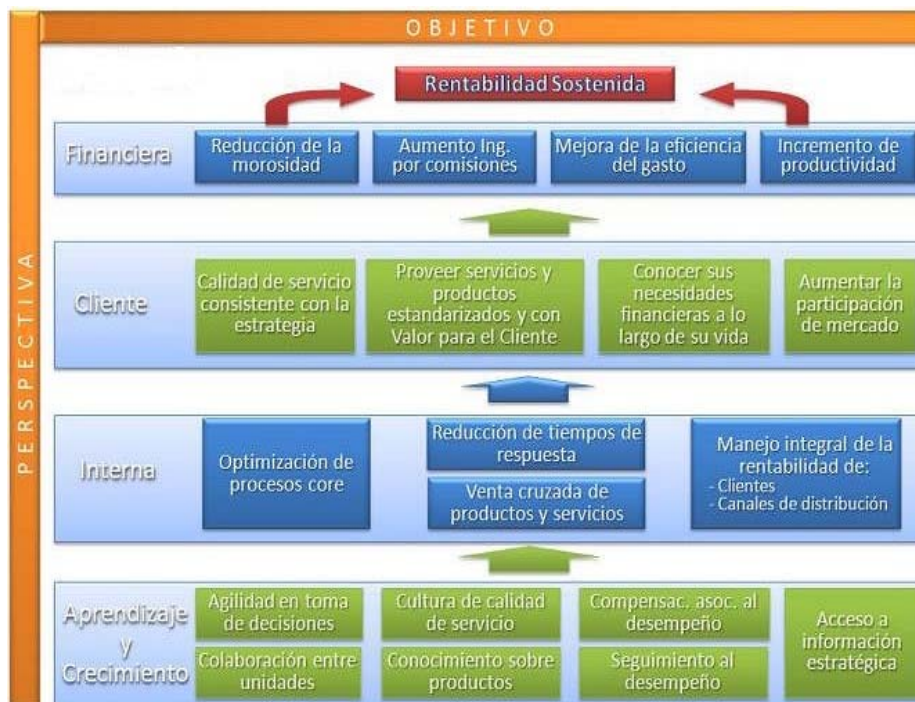 OBJETIVO
PERSPECTIVA
Rentabilidad Sostenida
Financiera
Reducción de la
morosidad
Aumento Ing.
por comisiones
Mejora de la eficiencia
del gasto
Incremento de
productividad
Cliente
Calidad de servicio
consistente con la
estrategia
Proveer servicios y
productos
estandarizados y con
Valor para el Cliente
Conocer sus
necesidades
financieras a lo
largo de su vida
Aumentar la
participación
de mercado
Interna
Optimización de
procesos core
Reducción de tiempos de
respuesta
Venta cruzada de
productos y servicios
Manejo integral de la
rentabilidad de:
- Clientes
- Canales de distribución
Aprendizaje
y
Crecimiento
Agilidad en toma
de decisiones
Cultura de calidad
de servicio
Compensac. asoc. al
desempeño
Acceso a
información
estratégica
Colaboración entre
unidades
Conocimiento sobre
productos
Seguimiento al
desempeño